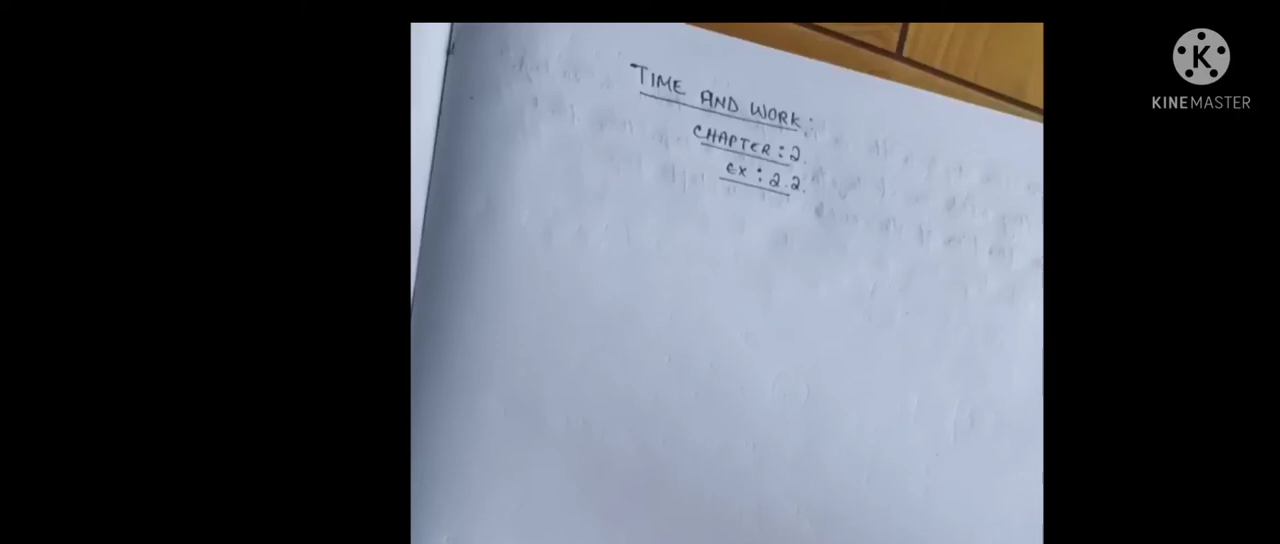 TIME AND WORK:
CHAPTER : 2.
EX : 2.2.
K
KINEMASTER